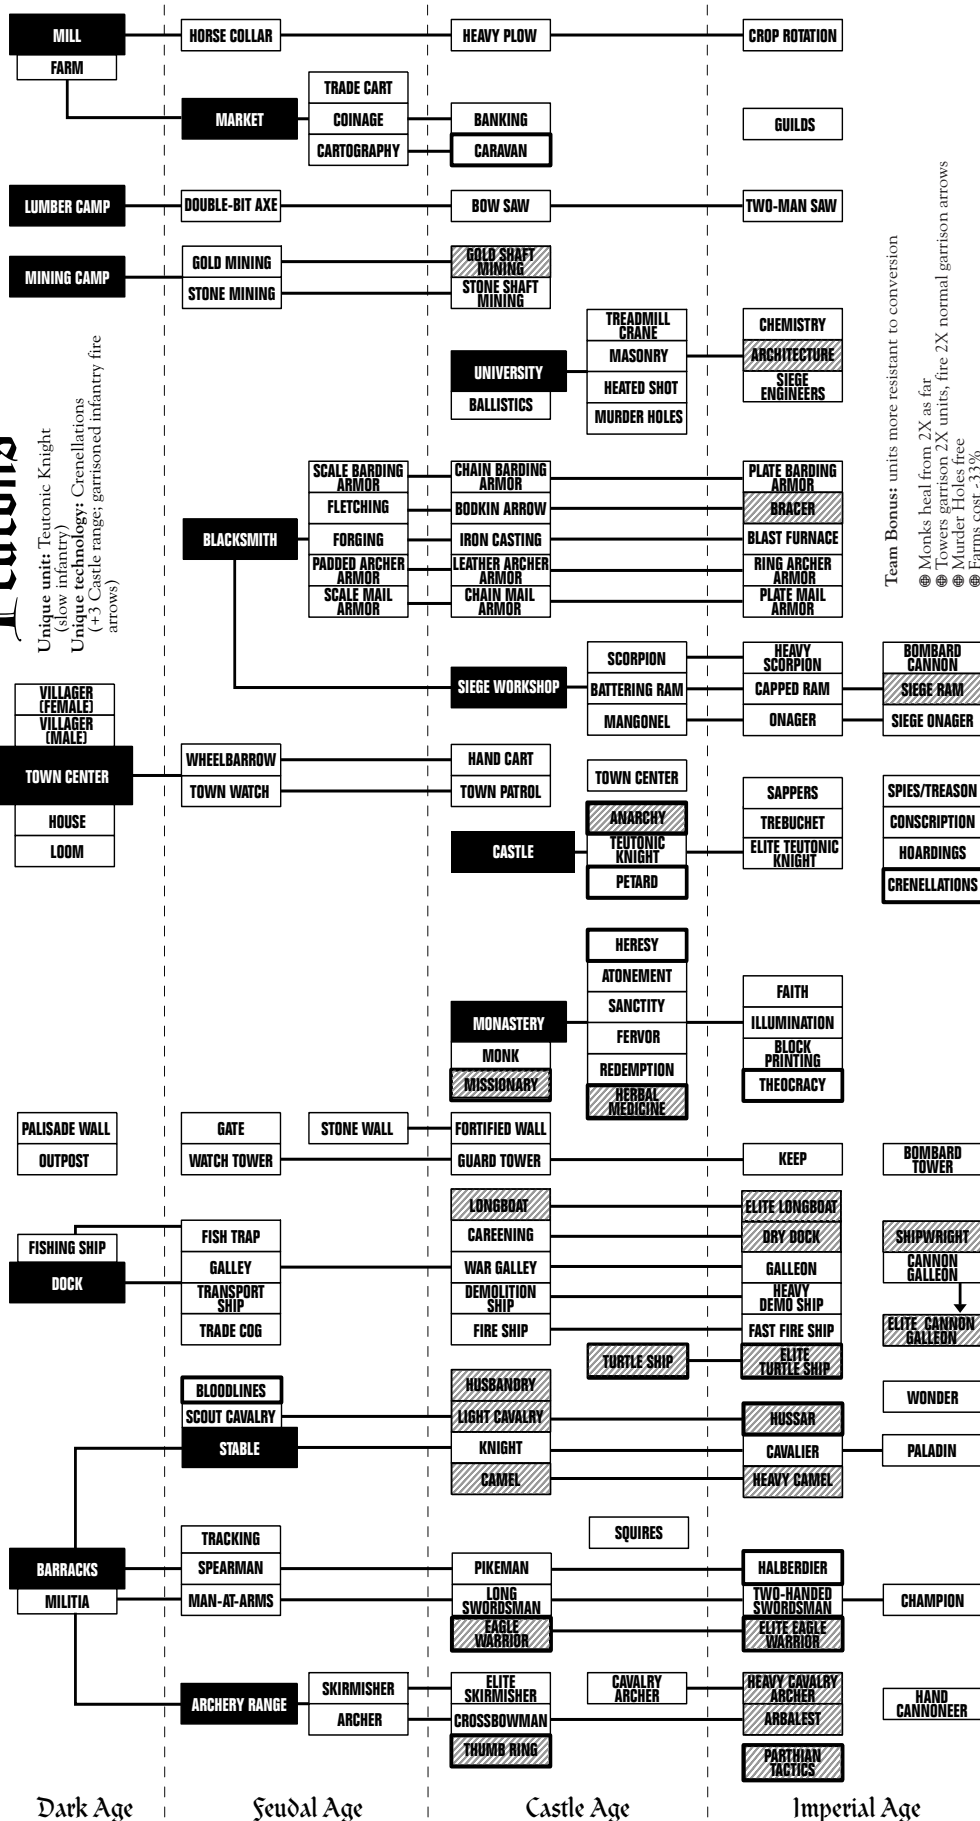 MILL
HORSE COLLAR
HEAVY PLOW
CROP ROTATION
FARM
TRADE CART
MARKET
COINAGE
BANKING
GUILDS
CARTOGRAPHY
CARAVAN
LUMBER CAMP
DOUBLE-BIT AXE
BOW SAW
TWO-MAN SAW
MINING CAMP
GOLD MINING
GOLD SHAFT
MINING
STONE MINING
STONE SHAFT
MINING
UNIVERSITY
BALLISTICS
TREADMILL
CRANE
MASONRY
HEATED SHOT
MURDER HOLES
CHEMISTRY
ARCHITECTURE
SIEGE
ENGINEERS
Unique unit: Teutonic Knight
(slow infantry)
Unique technology: Crenellations
(+3 Castle range; garrisoned infantry fire
arrows)
Team Bonus: units more resistant to conversion
Monks heal from 2X as far
Towers garrison 2X units, fire 2X normal garrison arrows
Murder Holes free
Farms cost -33%
BLACKSMITH
SCALE BARDING
ARMOR
CHAIN BARDING
ARMOR
PLATE BARDING
ARMOR
FLETCHING
BODKIN ARROW
BRACER
FORGING
IRON CASTING
BLAST FURNACE
PADDED ARCHER
ARMOR
LEATHER ARCHER
ARMOR
RING ARCHER
ARMOR
SCALE MAIL
ARMOR
CHAIN MAIL
ARMOR
PLATE MAIL
ARMOR
SIEGE WORKSHOP
SCORPION
HEAVY
SCORPION
BOMBARD
CANNON
BATTERING RAM
CAPPED RAM
SIEGE RAM
MANGONEL
ONAGER
SIEGE ONAGER
VILLAGER
(FEMALE)
VILLAGER
(MALE)
TOWN CENTER
HOUSE
LOOM
WHEELBARROW
HAND CART
TOWN WATCH
TOWN PATROL
TOWN CENTER
CASTLE
ANARCHY
TEUTONIC
KNIGHT
PETARD
SAPPERS
TREBUCHET
ELITE TEUTONIC
KNIGHT
SPIES/TREASON
CONSCRIPTION
HOARDINGS
CRENELLATIONS
MONASTERY
MONK
MISSIONARY
HERESY
ATONEMENT
SANCTITY
FERVOR
REDEMPTION
HERBAL
MEDICINE
FAITH
ILLUMINATION
BLOCK
PRINTING
THEOCRACY
PALISADE WALL
OUTPOST
GATE
STONE WALL
FORTIFIED WALL
WATCH TOWER
GUARD TOWER
KEEP
BOMBARD
TOWER
FISHING SHIP
DOCK
FISH TRAP
GALLEY
TRANSPORT
SHIP
TRADE COG
LONGBOAT
CAREENING
WAR GALLEY
DEMOLITION
SHIP
FIRE SHIP
TURTLE SHIP
ELITE LONGBOAT
DRY DOCK
GALLEON
HEAVY
DEMO SHIP
FAST FIRE SHIP
ELITE
TURTLE SHIP
SHIPWRIGHT
CANNON
GALLEON
ELITE CANNON
GALLEON
WONDER
BLOODLINES
SCOUT CAVALRY
STABLE
HUSBANDRY
LIGHT CAVALRY
KNIGHT
CAMEL
HUSSAR
CAVALIER
HEAVY CAMEL
PALADIN
BARRACKS
MILITIA
TRACKING
SPEARMAN
MAN-AT-ARMS
SQUIRES
PIKEMAN
LONG
SWORDSMAN
EAGLE
WARRIOR
HALBERDIER
TWO-HANDED
SWORDSMAN
ELITE EAGLE
WARRIOR
CHAMPION
ARCHERY RANGE
SKIRMISHER
ARCHER
ELITE
SKIRMISHER
CROSSBOWMAN
THUMB RING
CAVALRY
ARCHER
HEAVY CAVALRY
ARCHER
ARBALEST
PARTHIAN
TACTICS
HAND
CANNONEER
Dark Age
Feudal Age
Castle Age
Imperial Age